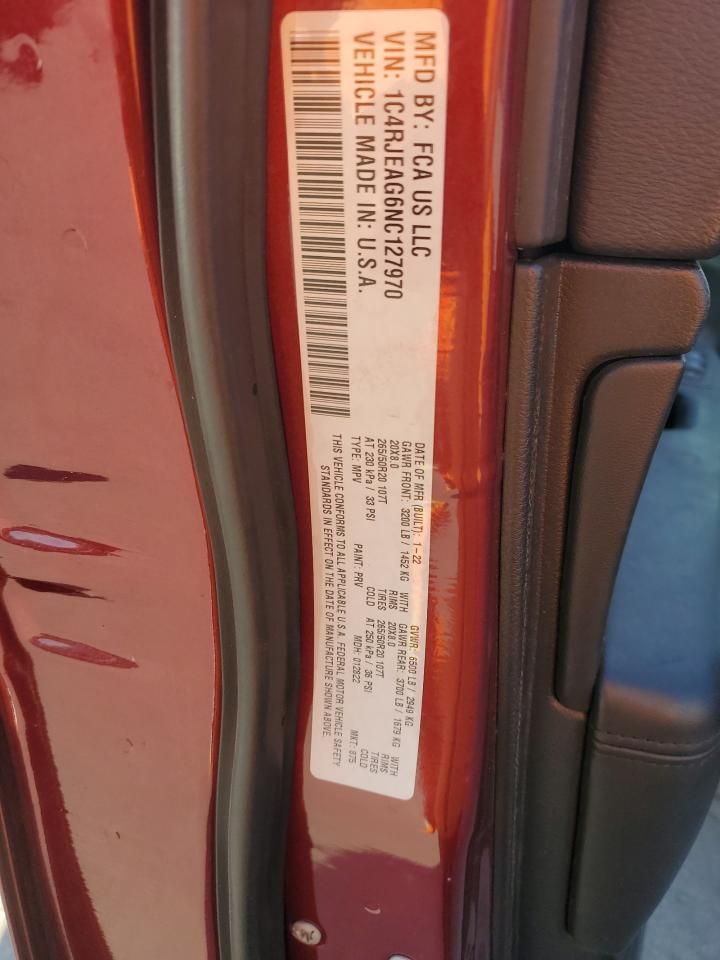 MFD BY: FCA US LLC
VIN: 1C4RJEAG6NC127970
VEHICLE MADE IN: U.S.A.
DATE OF MFR (BUILT): 1-22 GVWR: 6500 LB / 2949 KG
GAWR FRONT: 3200 LB / 1452 KG WITH GAWR REAR: 3700 LB / 1679 KG WITH
20X8.0 RIMS 20X8.0 RIMS
265/50R20 107T TIRES 265/50R20 107T TIRES
AT 230 kPa / 33 PSI COLD AT 250 kPa / 36 PSI COLD
TYPE: MPV PAINT: PRV MDH: 012822 MKT: 875
THIS VEHICLE CONFORMS TO ALL APPLICABLE U.S.A. FEDERAL MOTOR VEHICLE SAFETY
STANDARDS IN EFFECT ON THE DATE OF MANUFACTURE SHOWN ABOVE.